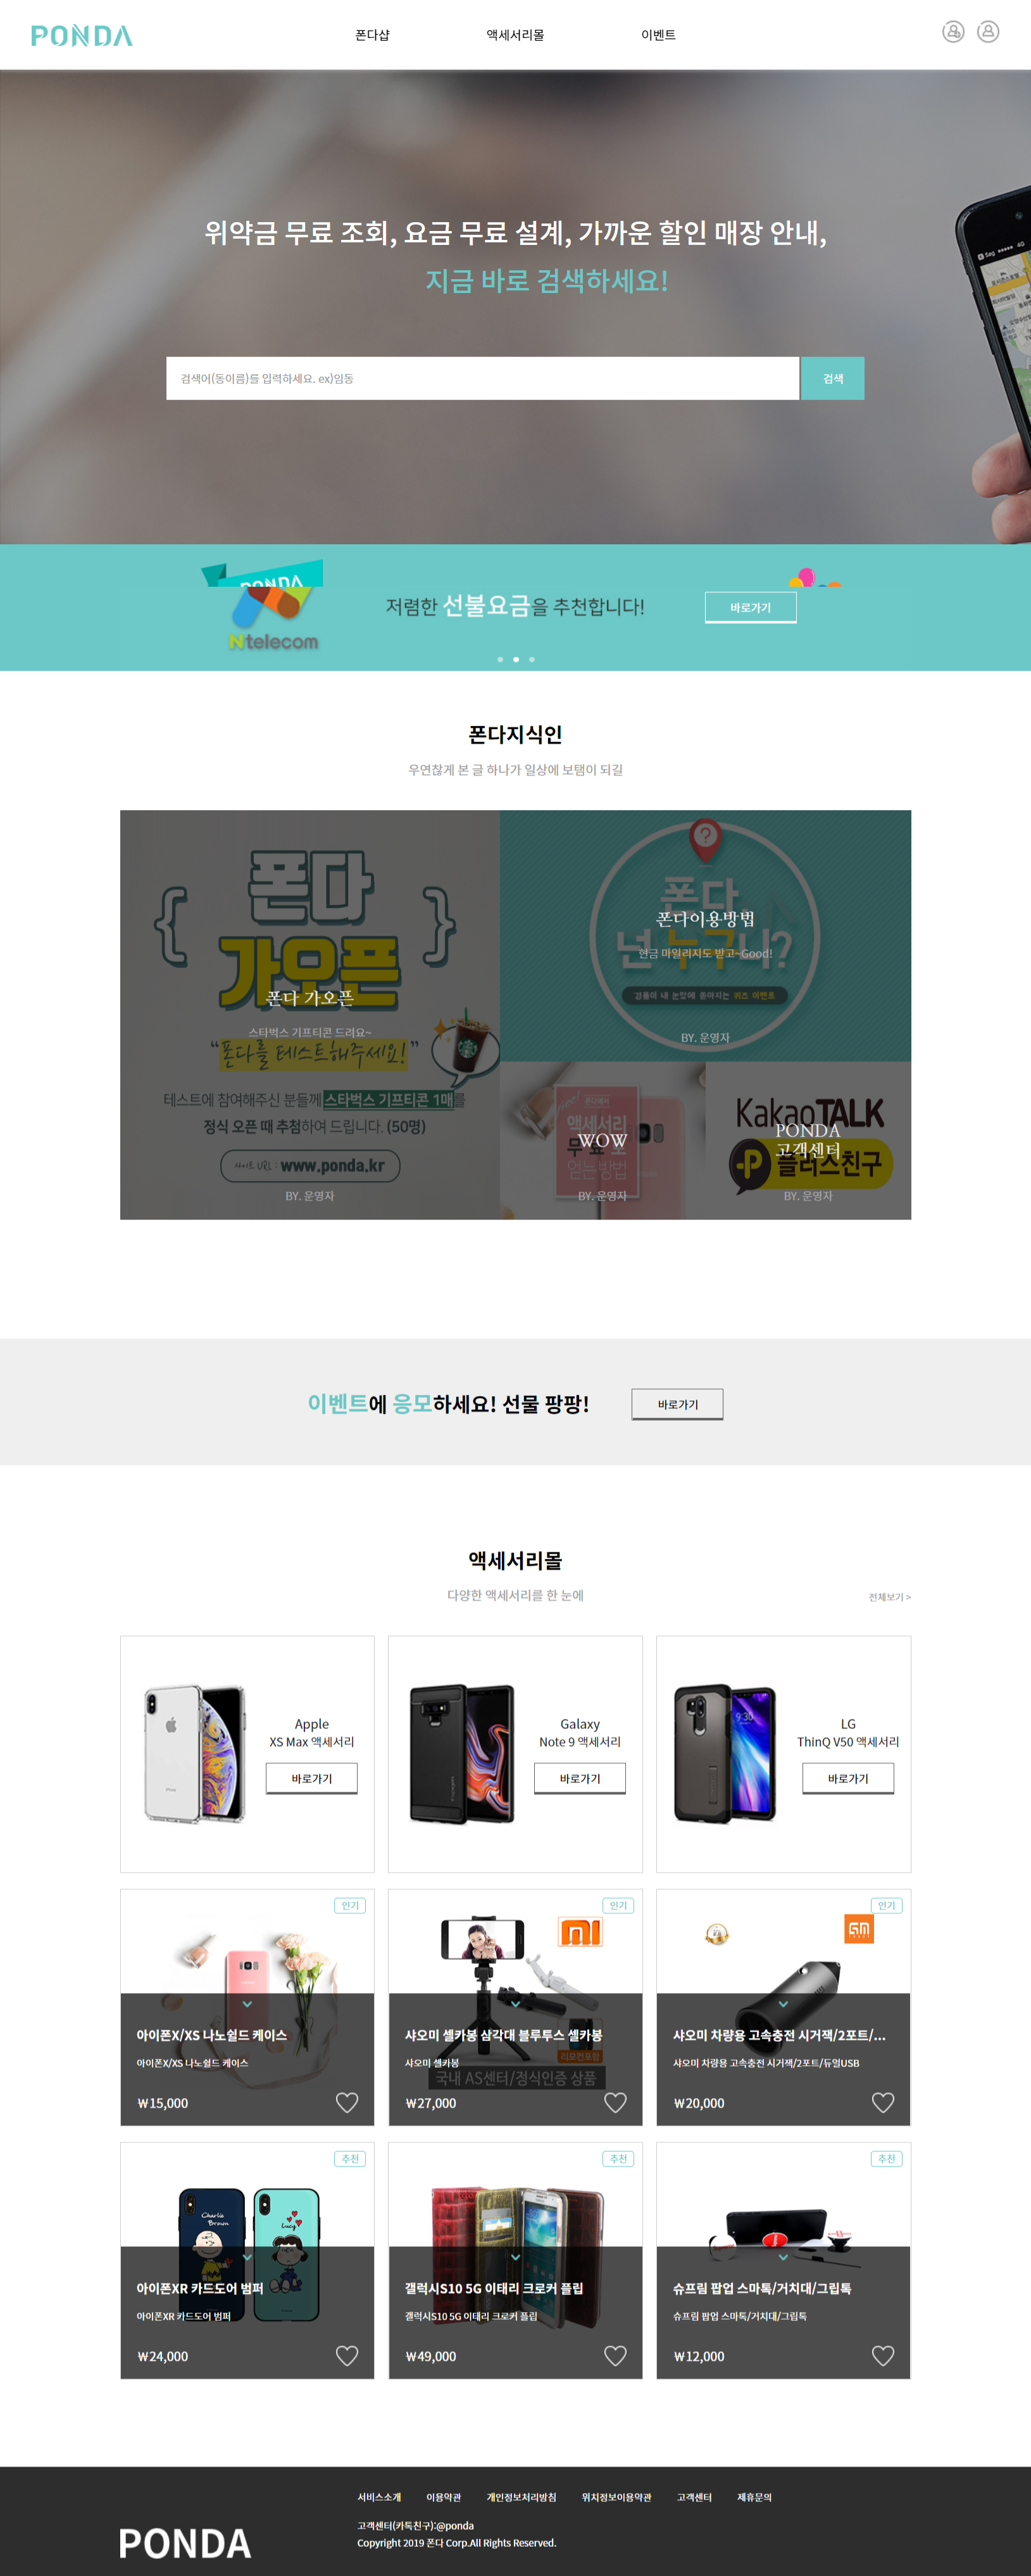 PONDA
폰다샵
액세서리몰
이벤트
위약금 무료 조회, 요금 무료 설계, 가까운 할인 매장 안내,
지금 바로 검색하세요!
검색어(동이름)를 입력하세요. ex)임동
검색
PONDA
Ntelecom
저렴한 선불요금을 추천합니다!
바로가기
폰다지식인
우연찮게 본 글 하나가 일상에 보탬이 되길
{ 폰다 }
가오픈
폰다 가오픈
스타벅스 기프티콘 드려요~
"폰다를 테스트해주세요!"
테스트에 참여해주신 분들께 스타벅스 기프티콘 1매를
정식 오픈 때 추첨하여 드립니다. (50명)
사이트 URL : www.ponda.kr
BY. 운영자
폰다,
넌 누구니?
폰다이용방법
현금 마일리지도 받고~Good!
BY. 운영자
액세서리
무료로
얻는방법
WOW
BY. 운영자
KakaoTALK
플러스친구
PONDA
고객센터
BY. 운영자
이벤트에 응모하세요! 선물 팡팡!
바로가기
액세서리몰
다양한 액세서리를 한 눈에
전체보기 >
Apple
XS Max 액세서리
바로가기
Galaxy
Note 9 액세서리
바로가기
LG
ThinQ V50 액세서리
바로가기
인기
아이폰X/XS 나노쉴드 케이스
아이폰X/XS 나노쉴드 케이스
₩15,000
인기
샤오미 셀카봉 삼각대 블루투스 셀카봉
샤오미 셀카봉
리모컨포함
국내 AS센터/정식인증 상품
₩27,000
인기
샤오미 차량용 고속충전 시거잭/2포트/...
샤오미 차량용 고속충전 시거잭/2포트/듀얼USB
₩20,000
추천
Charlie Brown
Lucy
아이폰XR 카드도어 범퍼
아이폰XR 카드도어 범퍼
₩24,000
추천
갤럭시S10 5G 이태리 크로커 플립
갤럭시S10 5G 이태리 크로커 플립
₩49,000
추천
슈프림 팝업 스마톡/거치대/그립톡
슈프림 팝업 스마톡/거치대/그립톡
₩12,000
서비스소개
이용약관
개인정보처리방침
위치정보이용약관
고객센터
제휴문의
PONDA
고객센터(카톡친구):@ponda
Copyright 2019 폰다 Corp.All Rights Reserved.